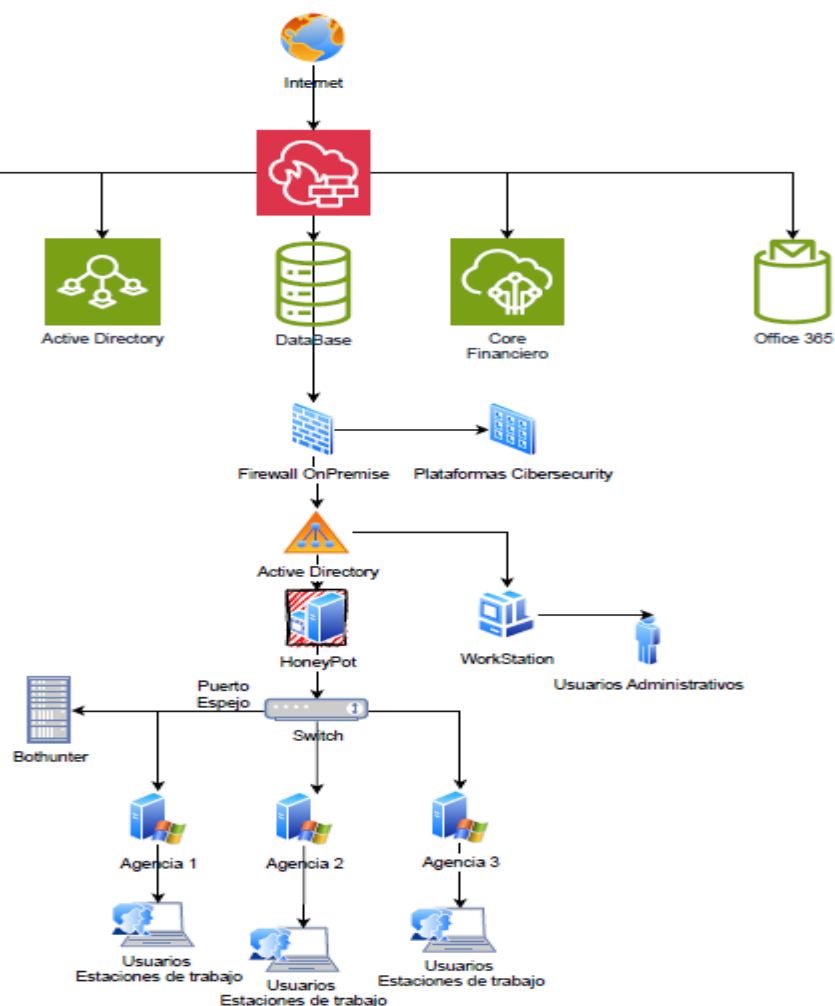 Internet
Active Directory
DataBase
Core
Financiero
Office 365
Firewall OnPremise
Plataformas Cibersecurity
Active Directory
HoneyPot
WorkStation
Usuarios Administrativos
Puerto
Espejo
Switch
Bothunter
Agencia 1
Agencia 2
Agencia 3
Usuarios
Estaciones de trabajo
Usuarios
Estaciones de trabajo
Usuarios
Estaciones de trabajo